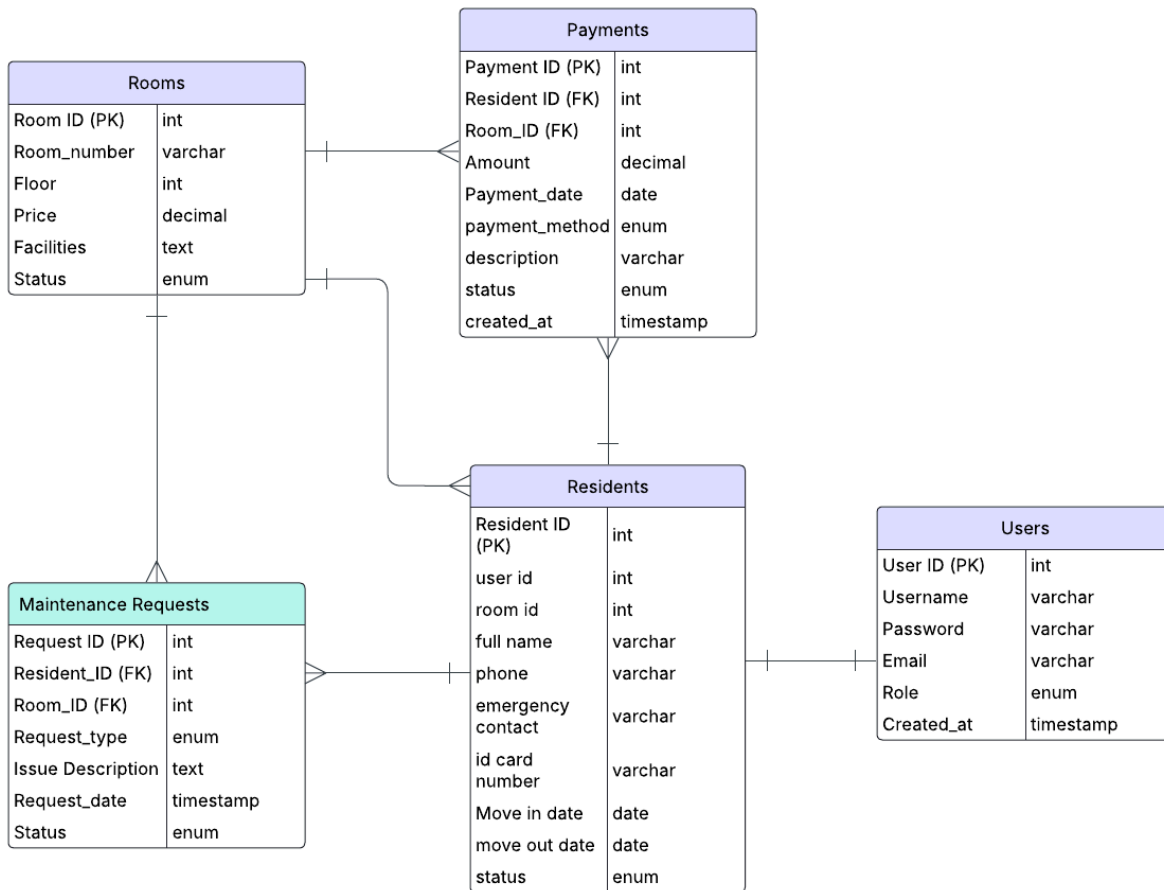 Payments
Payment ID (PK) int
Resident ID (FK) int
Room_ID (FK) int
Amount decimal
Payment_date date
payment_method enum
description varchar
status enum
created_at timestamp
Rooms
Room ID (PK) int
Room_number varchar
Floor int
Price decimal
Facilities text
Status enum
Residents
Resident ID
(PK) int
user id int
room id int
full name varchar
phone varchar
emergency
contact varchar
id card
number varchar
Move in date date
move out date date
status enum
Users
User ID (PK) int
Username varchar
Password varchar
Email varchar
Role enum
Created_at timestamp
Maintenance Requests
Request ID (PK) int
Resident_ID (FK) int
Room_ID (FK) int
Request_type enum
Issue Description text
Request_date timestamp
Status enum